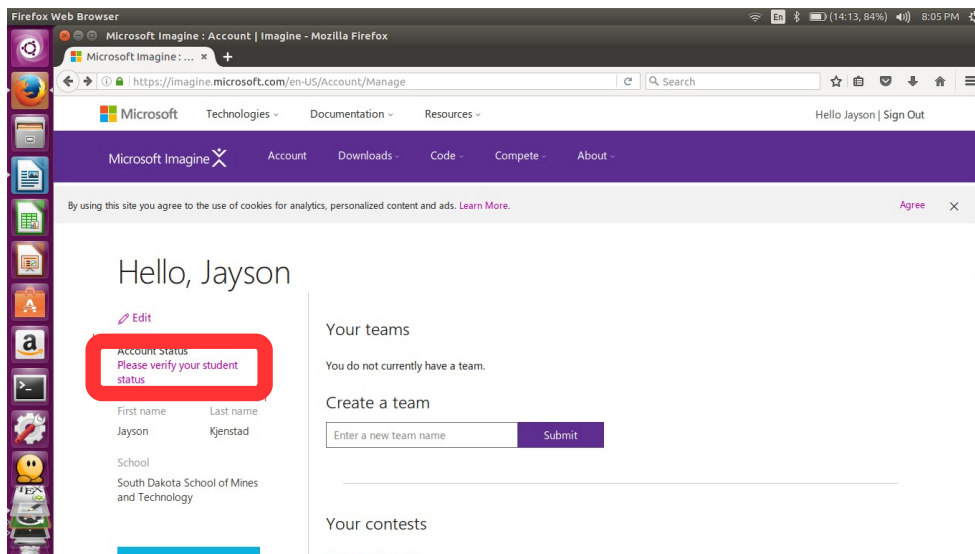 Firefox Web Browser
En
(14:13, 84%)
8:05 PM
Microsoft Imagine : Account | Imagine - Mozilla Firefox
Microsoft Imagine : ...
https://imagine.microsoft.com/en-US/Account/Manage
Search
Microsoft
Technologies
Documentation
Resources
Hello Jayson | Sign Out
Microsoft Imagine
Account
Downloads
Code
Compete
About
By using this site you agree to the use of cookies for analytics, personalized content and ads. Learn More.
Agree
Hello, Jayson
Edit
Account Status
Please verify your student
status
First name
Last name
Jayson
Kjenstad
School
South Dakota School of Mines
and Technology
Your teams
You do not currently have a team.
Create a team
Enter a new team name
Submit
Your contests
A
a
>_
TEX